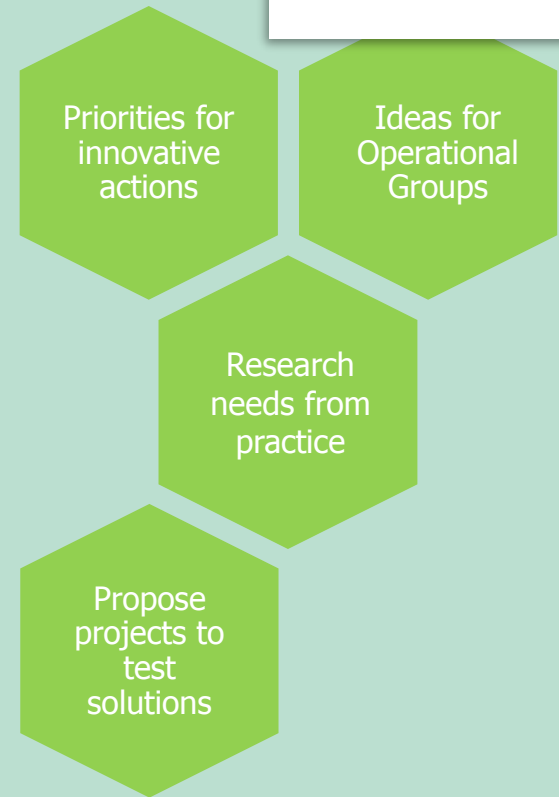 Priorities for
innovative
actions
Ideas for
Operational
Groups
Research
needs from
practice
Propose
projects to
test
solutions